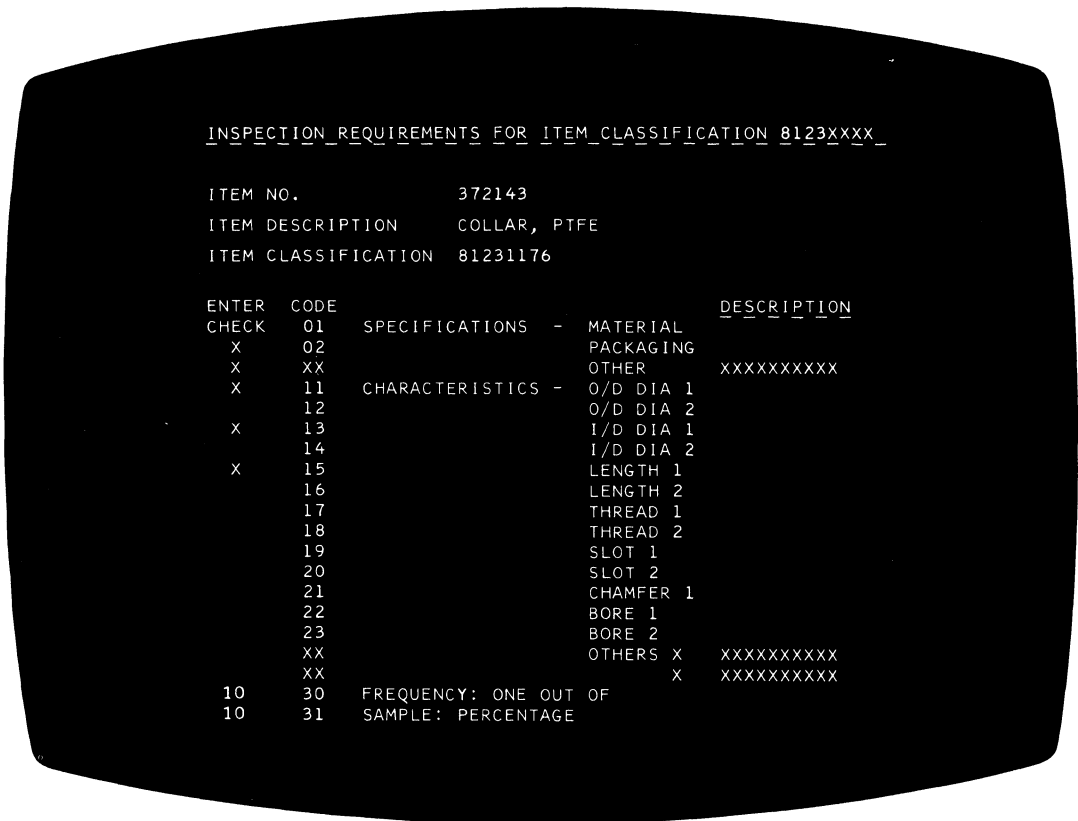 INSPECTION REQUIREMENTS FOR ITEM CLASSIFICATION 8123XXXX
ITEM NO. 372143
ITEM DESCRIPTION COLLAR, PTFE
ITEM CLASSIFICATION 81231176
ENTER CODE DESCRIPTION
CHECK 01 SPECIFICATIONS - MATERIAL
X 02 PACKAGING
X XX OTHER XXXXXXXXXX
X 11 CHARACTERISTICS - O/D DIA 1
12 O/D DIA 2
X 13 I/D DIA 1
14 I/D DIA 2
X 15 LENGTH 1
16 LENGTH 2
17 THREAD 1
18 THREAD 2
19 SLOT 1
20 SLOT 2
21 CHAMFER 1
22 BORE 1
23 BORE 2
XX OTHERS X XXXXXXXXXX
XX X XXXXXXXXXX
10 30 FREQUENCY: ONE OUT OF
10 31 SAMPLE: PERCENTAGE